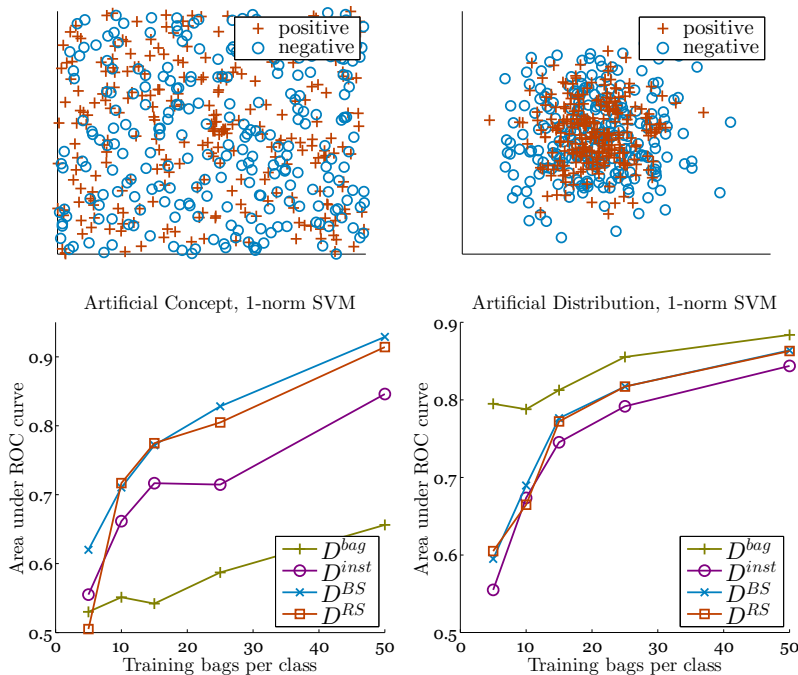 positive
negative
positive
negative
Artificial Concept, 1-norm SVM
Area under ROC curve
0.9
0.8
0.7
0.6
0.5
0
10
20
30
40
50
Training bags per class
D^{bag}
D^{inst}
D^{BS}
D^{RS}
Artificial Distribution, 1-norm SVM
Area under ROC curve
0.9
0.8
0.7
0.6
0.5
0
10
20
30
40
50
Training bags per class
D^{bag}
D^{inst}
D^{BS}
D^{RS}